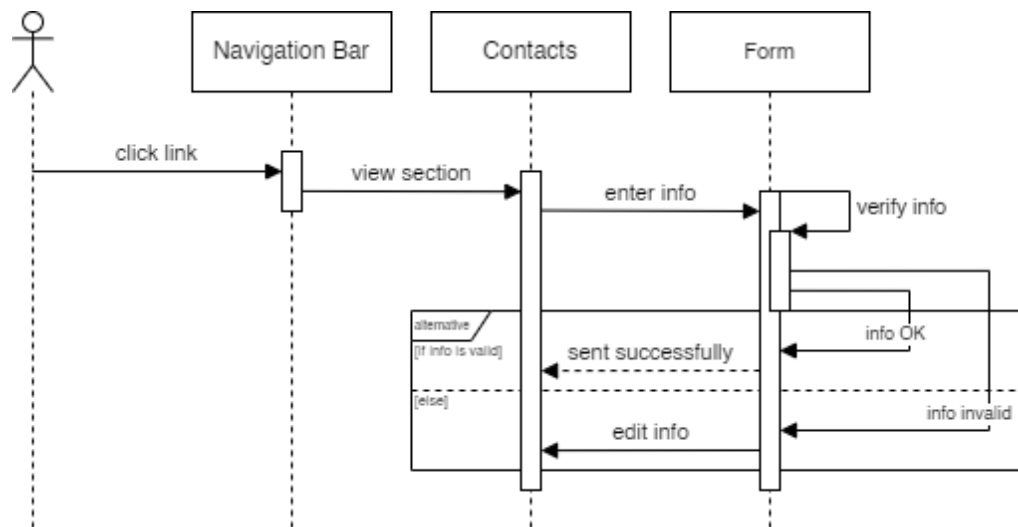 Navigation Bar
Contacts
Form
click link
view section
enter info
verify info
alternative
[If info is valid]
info OK
sent successfully
[else]
info invalid
edit info